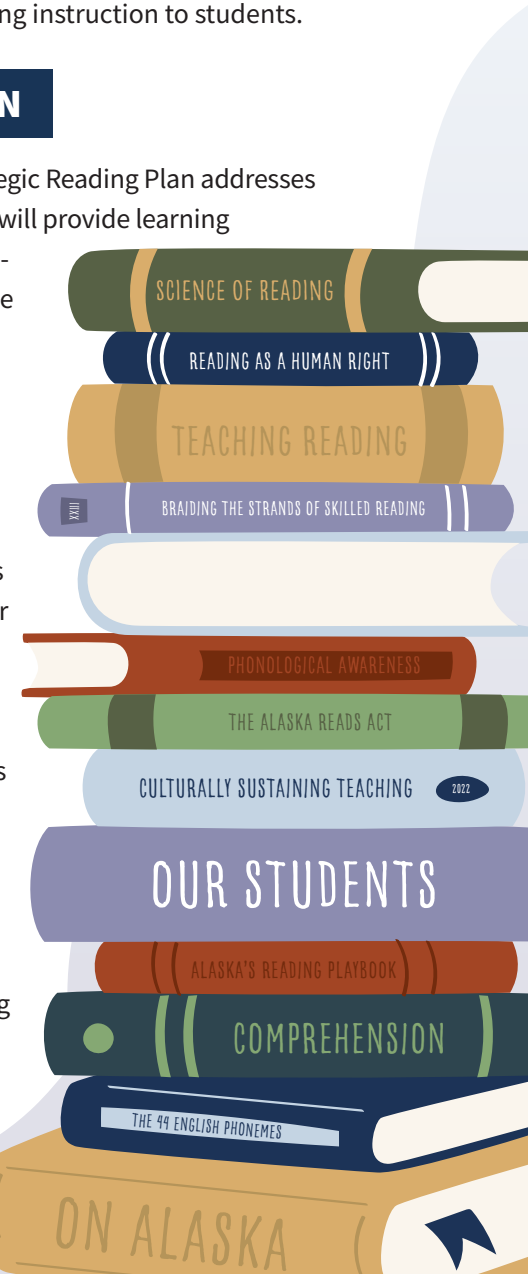 ng instruction to students.
N
egic Reading Plan addresses
will provide learning
-
e
SCIENCE OF READING
READING AS A HUMAN RIGHT
TEACHING READING
XXIII
BRAIDING THE STRANDS OF SKILLED READING
s
r
PHONOLOGICAL AWARENESS
THE ALASKA READS ACT
s
CULTURALLY SUSTAINING TEACHING 2022
OUR STUDENTS
ALASKA'S READING PLAYBOOK
g
COMPREHENSION
THE 44 ENGLISH PHONEMES
ON ALASKA